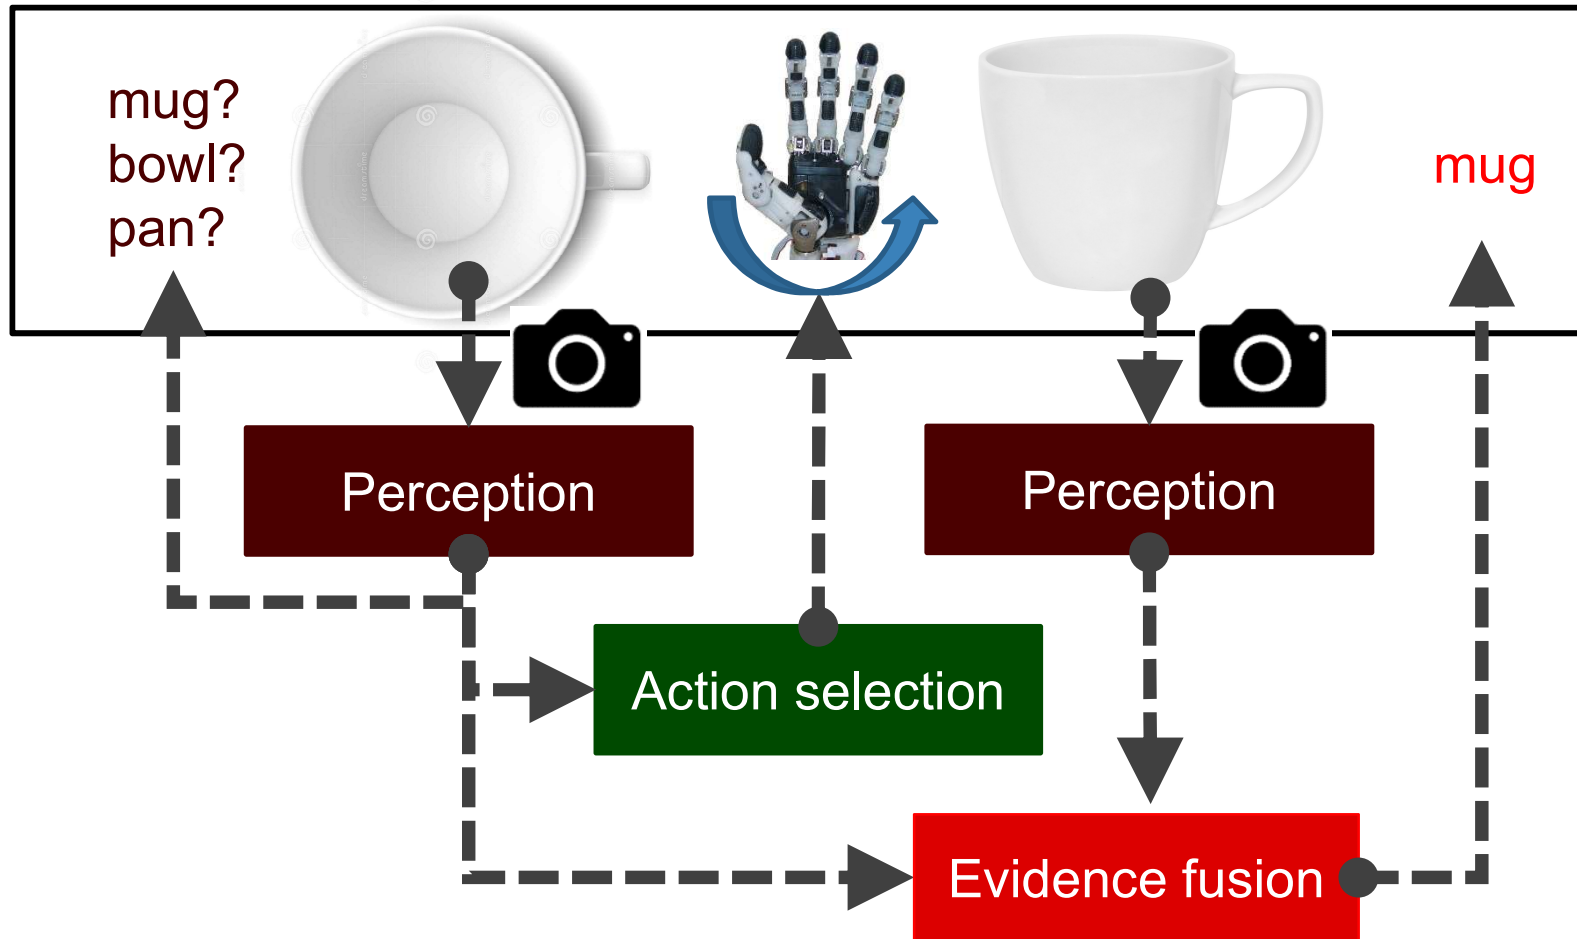 mug?
bowl?
pan?
mug
Perception
Perception
Action selection
Evidence fusion